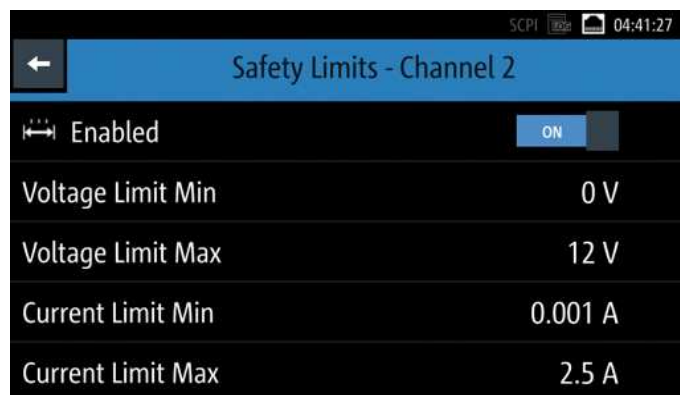 SCPI LOG 04:41:27
Safety Limits - Channel 2
Enabled ON
Voltage Limit Min 0 V
Voltage Limit Max 12 V
Current Limit Min 0.001 A
Current Limit Max 2.5 A